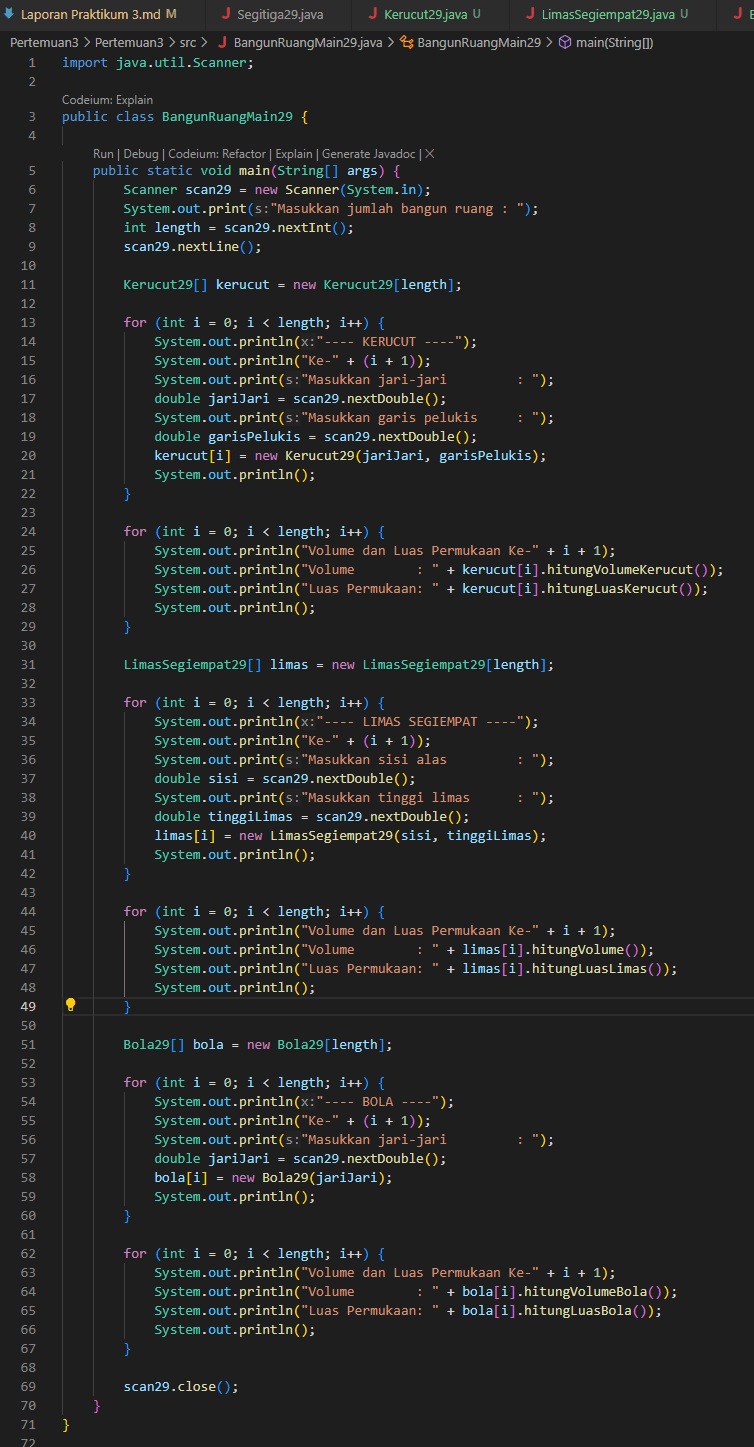 Laporan Praktikum 3.md M J Segitiga29.java J Kerucut29.java U J LimasSegiempat29.java U J
Pertemuan3 > Pertemuan3 > src > J BangunRuangMain29.java > BangunRuangMain29 > main(String[])
1 import java.util.Scanner;
2
Codeium: Explain
3 public class BangunRuangMain29 {
4
Run | Debug | Codeium: Refactor | Explain | Generate Javadoc | X
5 public static void main(String[] args) {
6 Scanner scan29 = new Scanner(System.in);
7 System.out.print(s:"Masukkan jumlah bangun ruang : ");
8 int length = scan29.nextInt();
9 scan29.nextLine();
10
11 Kerucut29[] kerucut = new Kerucut29[length];
12
13 for (int i = 0; i < length; i++) {
14 System.out.println(x:"---- KERUCUT ----");
15 System.out.println("Ke-" + (i + 1));
16 System.out.print(s:"Masukkan jari-jari         : ");
17 double jariJari = scan29.nextDouble();
18 System.out.print(s:"Masukkan garis pelukis     : ");
19 double garisPelukis = scan29.nextDouble();
20 kerucut[i] = new Kerucut29(jariJari, garisPelukis);
21 System.out.println();
22 }
23
24 for (int i = 0; i < length; i++) {
25 System.out.println("Volume dan Luas Permukaan Ke-" + i + 1);
26 System.out.println("Volume        : " + kerucut[i].hitungVolumeKerucut());
27 System.out.println("Luas Permukaan: " + kerucut[i].hitungLuasKerucut());
28 System.out.println();
29 }
30
31 LimasSegiempat29[] limas = new LimasSegiempat29[length];
32
33 for (int i = 0; i < length; i++) {
34 System.out.println(x:"---- LIMAS SEGIEMPAT ----");
35 System.out.println("Ke-" + (i + 1));
36 System.out.print(s:"Masukkan sisi alas         : ");
37 double sisi = scan29.nextDouble();
38 System.out.print(s:"Masukkan tinggi limas      : ");
39 double tinggiLimas = scan29.nextDouble();
40 limas[i] = new LimasSegiempat29(sisi, tinggiLimas);
41 System.out.println();
42 }
43
44 for (int i = 0; i < length; i++) {
45 System.out.println("Volume dan Luas Permukaan Ke-" + i + 1);
46 System.out.println("Volume        : " + limas[i].hitungVolume());
47 System.out.println("Luas Permukaan: " + limas[i].hitungLuasLimas());
48 System.out.println();
49 }
50
51 Bola29[] bola = new Bola29[length];
52
53 for (int i = 0; i < length; i++) {
54 System.out.println(x:"---- BOLA ----");
55 System.out.println("Ke-" + (i + 1));
56 System.out.print(s:"Masukkan jari-jari         : ");
57 double jariJari = scan29.nextDouble();
58 bola[i] = new Bola29(jariJari);
59 System.out.println();
60 }
61
62 for (int i = 0; i < length; i++) {
63 System.out.println("Volume dan Luas Permukaan Ke-" + i + 1);
64 System.out.println("Volume        : " + bola[i].hitungVolumeBola());
65 System.out.println("Luas Permukaan: " + bola[i].hitungLuasBola());
66 System.out.println();
67 }
68
69 scan29.close();
70 }
71 }
72